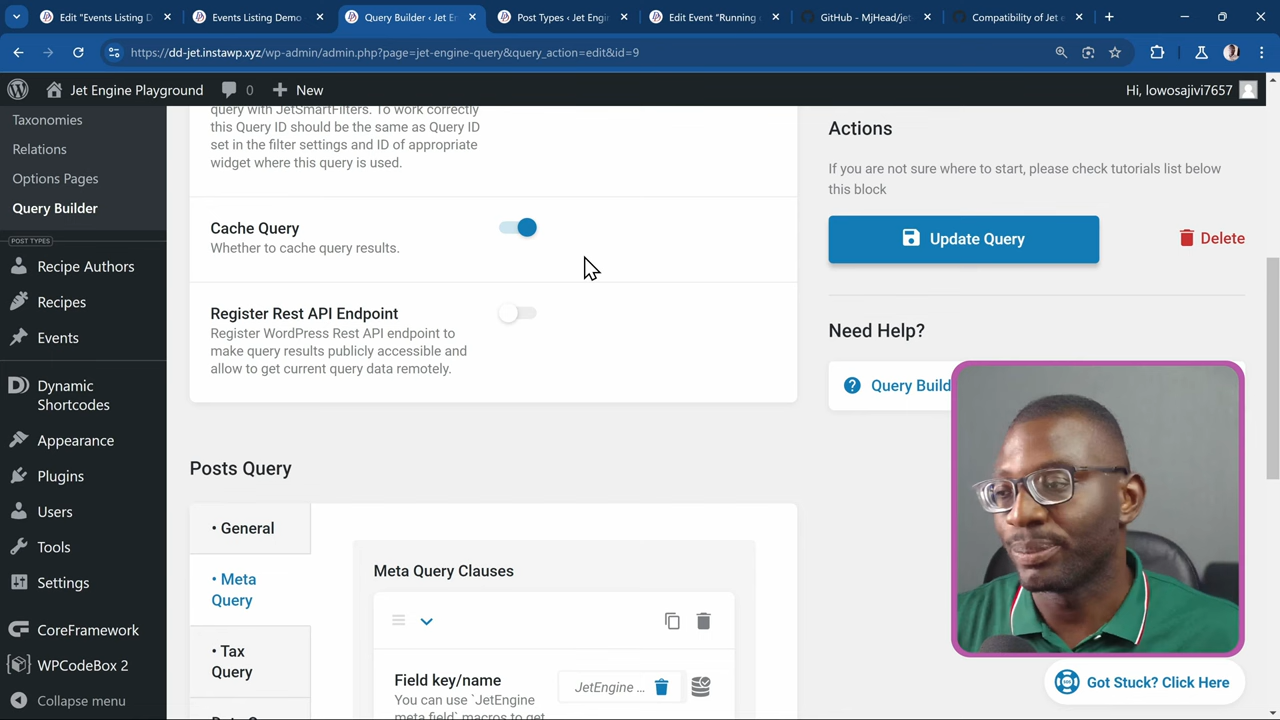 "Edit "Events Listing D
Events Listing Demo
Query Builder ‹ Jet En
Post Types ‹ Jet Engin
Edit Event "Running
GitHub - MjHead/jet
Compatibility of Jet e
https://dd-jet.instawp.xyz/wp-admin/admin.php?page=jet-engine-query&query_action=edit&id=9
Jet Engine Playground
0
New
Hi, lowosajivi7657
Taxonomies
Relations
Options Pages
Query Builder
POST TYPES
Recipe Authors
Recipes
Events
Dynamic
Shortcodes
Appearance
Plugins
Users
Tools
Settings
CoreFramework
WPCodeBox 2
Collapse menu
query with JetSmartFilters. To work correctly
this Query ID should be the same as Query ID
set in the filter settings and ID of appropriate
widget where this query is used.
Cache Query
Whether to cache query results.
Register Rest API Endpoint
Register WordPress Rest API endpoint to
make query results publicly accessible and
allow to get current query data remotely.
Posts Query
• General
• Meta
Query
• Tax
Query
Meta Query Clauses
Field key/name
You can use `JetEngine
meta field` macros to get
JetEngine ...
Actions
If you are not sure where to start, please check tutorials list below
this block
Update Query
Delete
Need Help?
Query Build
Got Stuck? Click Here